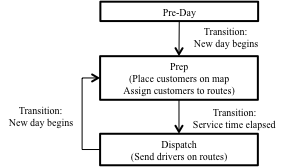 Pre-Day
Transition:
New day begins
Prep
(Place customers on map
Assign customers to routes)
Transition:
New day begins
Transition:
Service time elapsed
Dispatch
(Send drivers on routes)